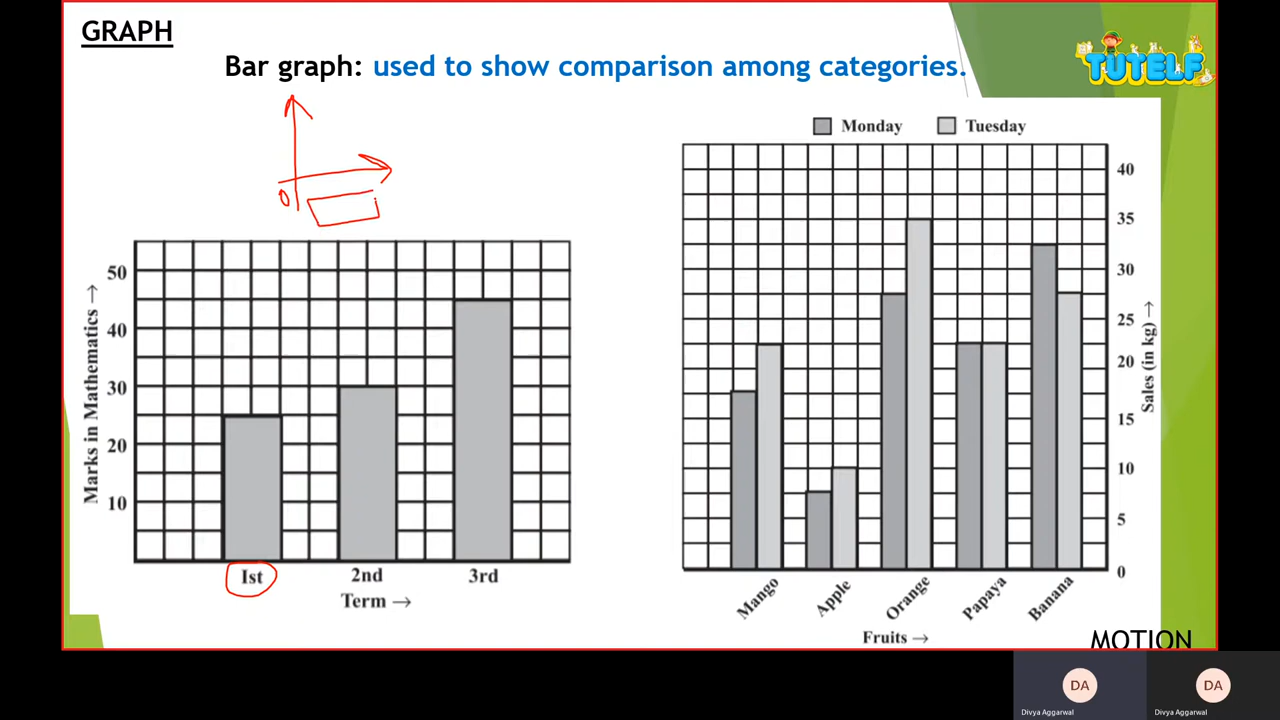 GRAPH
Bar graph: used to show comparison among categories.
TUTELF
0
Monday Tuesday
50
40
30
20
10
Marks in Mathematics →
Ist 2nd 3rd
Term →
40
35
30
25
20
15
10
5
0
Sales (in kg) →
Mango Apple Orange Papaya Banana
Fruits →
MOTION
DA DA
Divya Aggarwal Divya Aggarwal